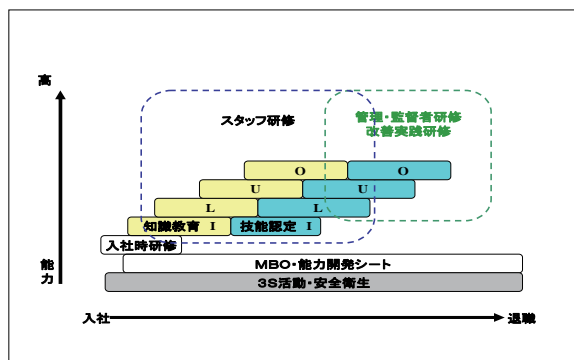 高
スタッフ研修
管理・監督者研修
改善実践研修
O O
U U
L L
知識教育 I 技能認定 I
入社時研修
能力
MBO・能力開発シート
3S活動・安全衛生
入社 退職